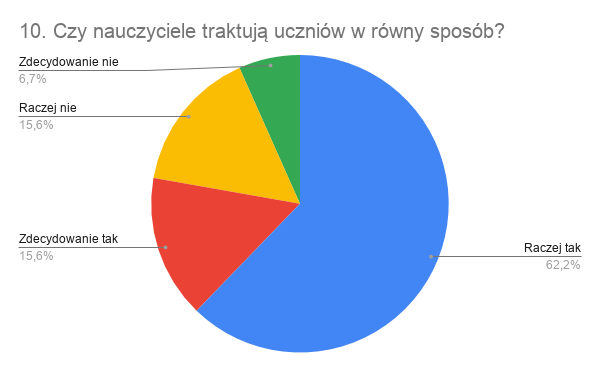 10. Czy nauczyciele traktują uczniów w równy sposób?
Zdecydowanie nie
6,7%
Raczej nie
15,6%
Zdecydowanie tak
15,6%
Raczej tak
62,2%